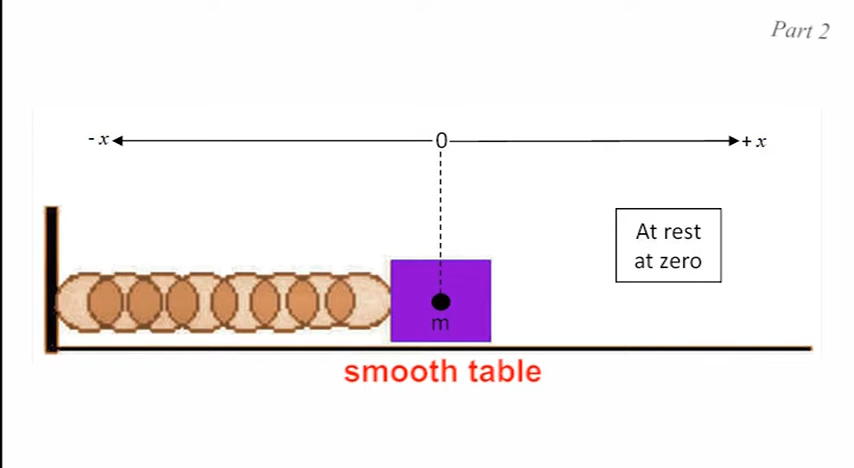 Part 2
- x 0 + x
At rest
at zero
m
smooth table